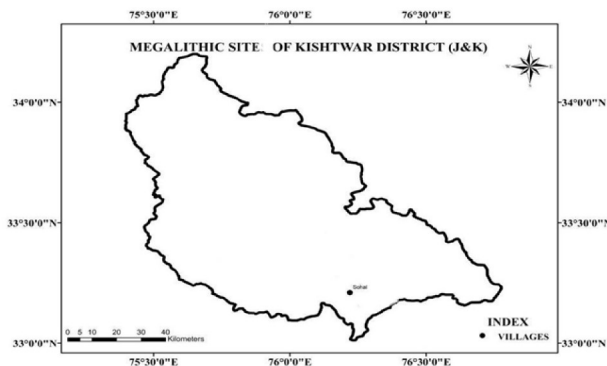 75°30'0"E 76°0'0"E 76°30'0"E
MEGALITHIC SITE OF KISHTWAR DISTRICT (J&K)
N
W E
S
34°0'0"N 34°0'0"N
33°30'0"N 33°30'0"N
Sohal
INDEX
VILLAGES
0 5 10 20 30 40
Kilometers
33°0'0"N 33°0'0"N
75°30'0"E 76°0'0"E 76°30'0"E